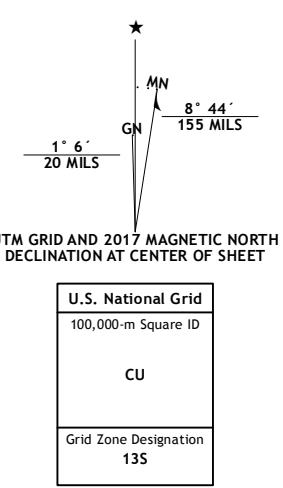 ★
MN
GN
8° 44´
155 MILS
1° 6´
20 MILS
UTM GRID AND 2017 MAGNETIC NORTH
DECLINATION AT CENTER OF SHEET
U.S. National Grid
100,000-m Square ID
CU
Grid Zone Designation
13S